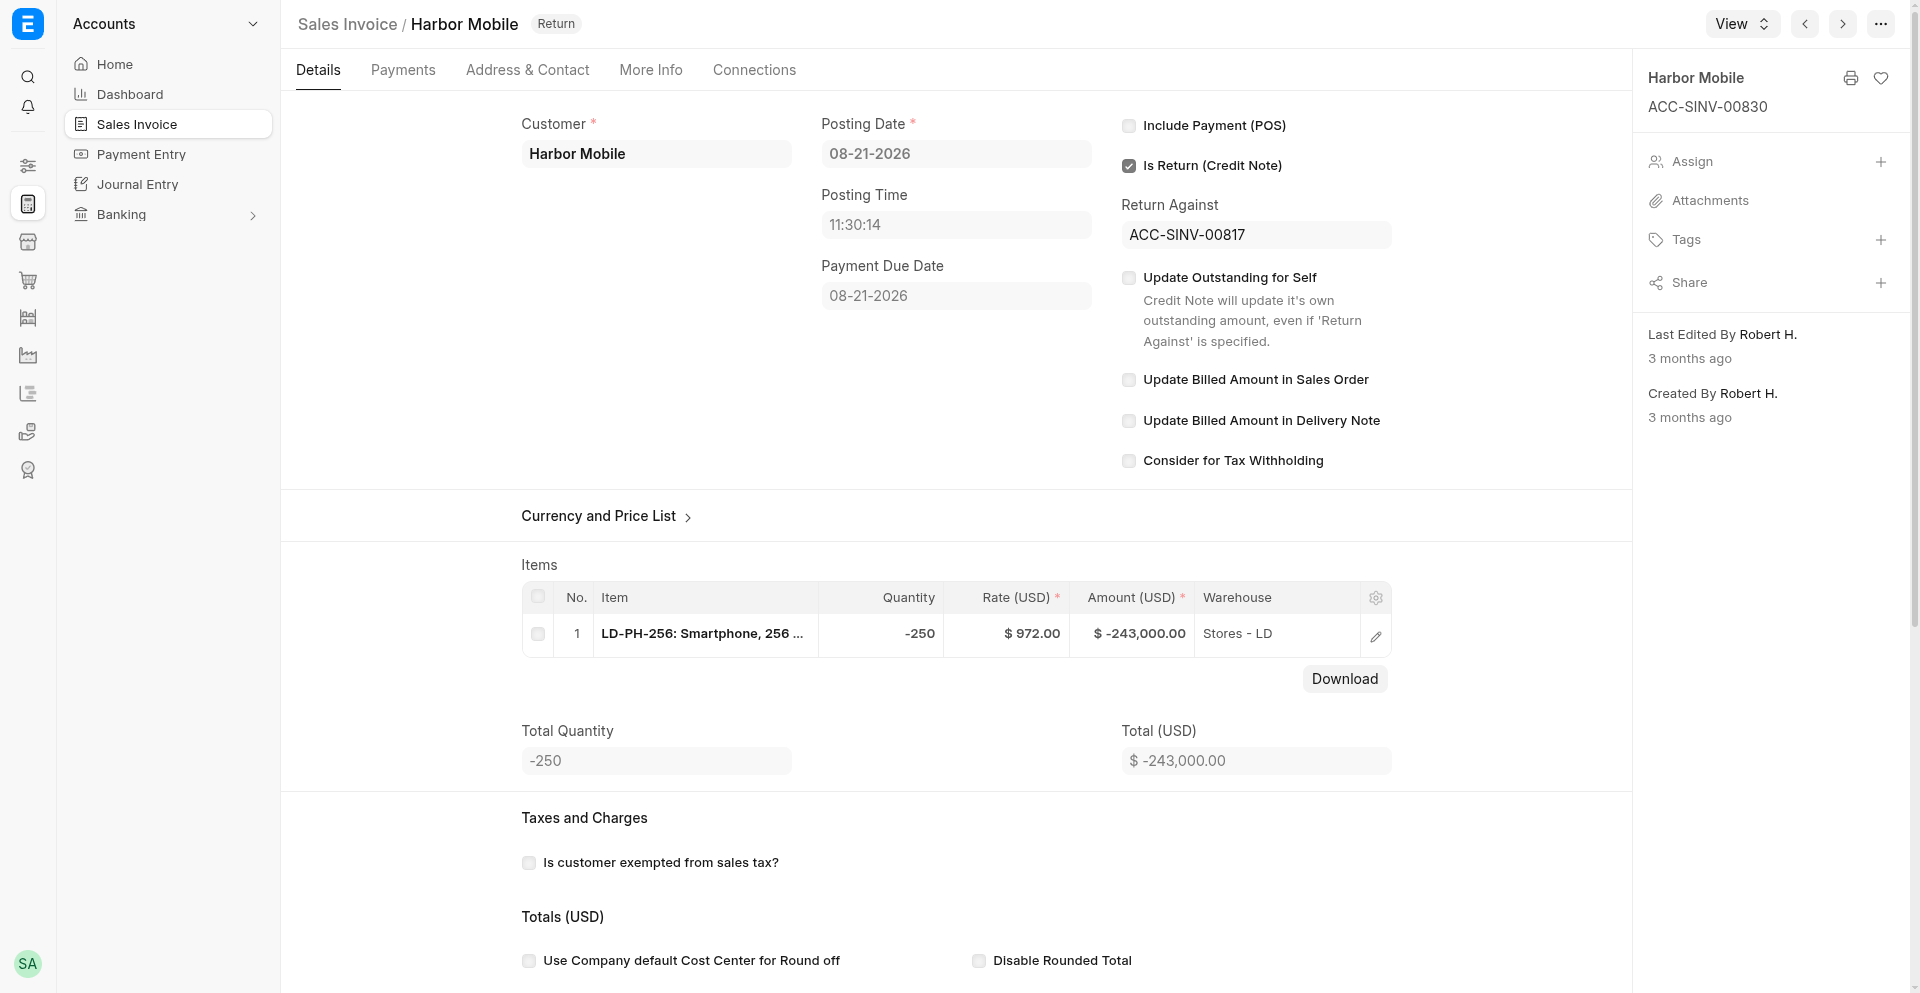 Accounts
Home
Dashboard
Sales Invoice
Payment Entry
Journal Entry
Banking
SA
Sales Invoice / Harbor Mobile Return
View
Details Payments Address & Contact More Info Connections
Customer *
Harbor Mobile
Posting Date *
08-21-2026
Posting Time
11:30:14
Payment Due Date
08-21-2026
Include Payment (POS)
Is Return (Credit Note)
Return Against
ACC-SINV-00817
Update Outstanding for Self
Credit Note will update it's own
outstanding amount, even if 'Return
Against' is specified.
Update Billed Amount in Sales Order
Update Billed Amount in Delivery Note
Consider for Tax Withholding
Currency and Price List
Items
No. Item Quantity Rate (USD) * Amount (USD) * Warehouse
1 LD-PH-256: Smartphone, 256 ... -250 $ 972.00 $ -243,000.00 Stores - LD
Download
Total Quantity
-250
Total (USD)
$ -243,000.00
Taxes and Charges
Is customer exempted from sales tax?
Totals (USD)
Use Company default Cost Center for Round off
Disable Rounded Total
Harbor Mobile
ACC-SINV-00830
Assign
Attachments
Tags
Share
Last Edited By Robert H.
3 months ago
Created By Robert H.
3 months ago